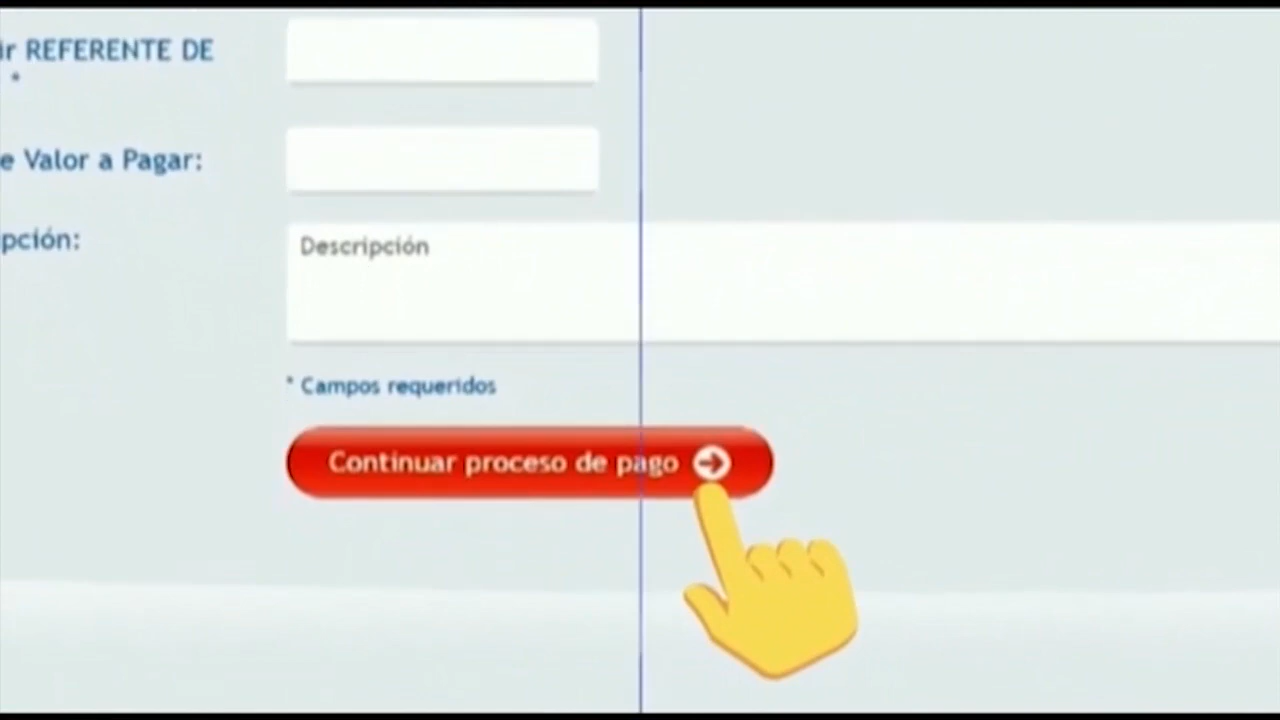 ir REFERENTE DE
*
e Valor a Pagar:
pción:
Descripción
* Campos requeridos
Continuar proceso de pago